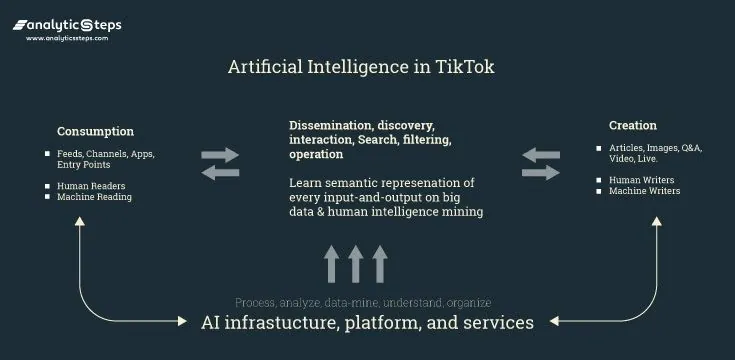 analyticSteps
www.analyticssteps.com
Artificial Intelligence in TikTok
Consumption
Feeds, Channels, Apps,
Entry Points
Human Readers
Machine Reading
Dissemination, discovery,
interaction, Search, filtering,
operation
Learn semantic represenation of
every input-and-output on big
data & human intelligence mining
Creation
Articles, Images, Q&A,
Video, Live.
Human Writers
Machine Writers
Process, analyze, data-mine, understand, organize
AI infrastucture, platform, and services